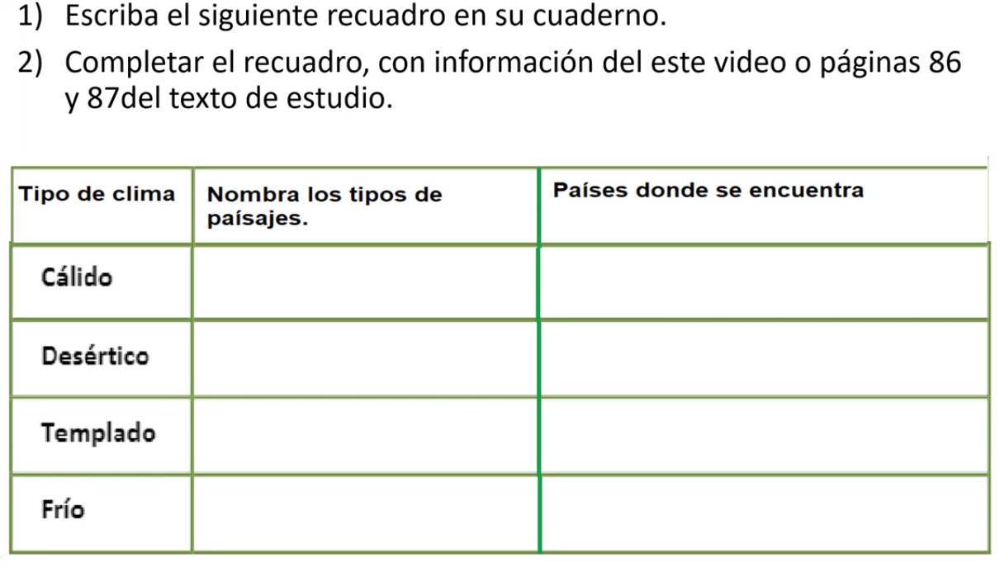 1) Escriba el siguiente recuadro en su cuaderno.
2) Completar el recuadro, con información del este video o páginas 86
y 87del texto de estudio.
Tipo de clima
Nombra los tipos de
paísajes.
Países donde se encuentra
Cálido
Desértico
Templado
Frío